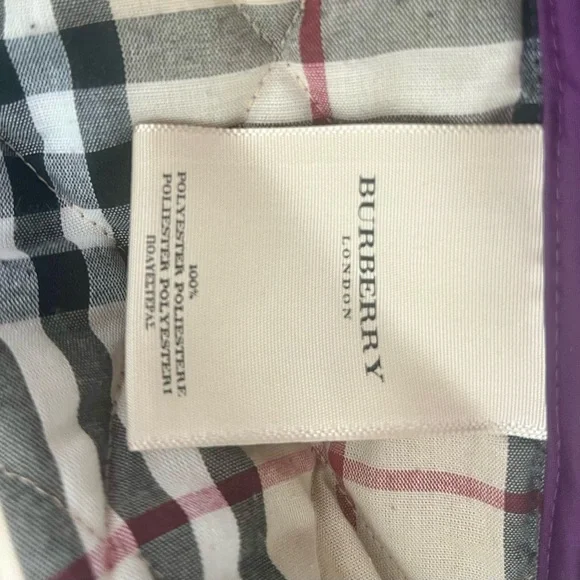 BURBERRY
LONDON
100%
POLYESTER POLIESTERE
POLIESTER POLYESTERI
ΠΟΛΥΕΣΤΕΡΑΣ